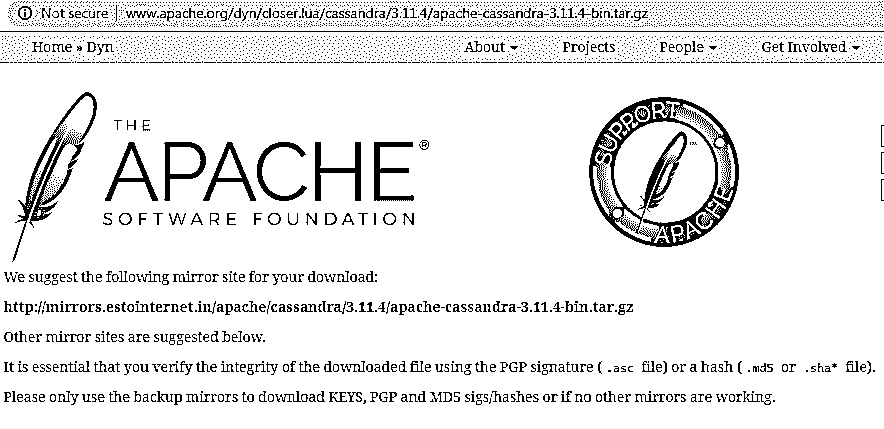 Not secure | www.apache.org/dyn/closer.lua/cassandra/3.11.4/apache-cassandra-3.11.4-bin.tar.gz
Home » Dyn About Projects People Get Involved
THE
APACHE®
SOFTWARE FOUNDATION
SUPPORT
APACHE
We suggest the following mirror site for your download:
http://mirrors.estointernet.in/apache/cassandra/3.11.4/apache-cassandra-3.11.4-bin.tar.gz
Other mirror sites are suggested below.
It is essential that you verify the integrity of the downloaded file using the PGP signature ( .asc file) or a hash ( .md5 or .sha* file).
Please only use the backup mirrors to download KEYS, PGP and MD5 sigs/hashes or if no other mirrors are working.